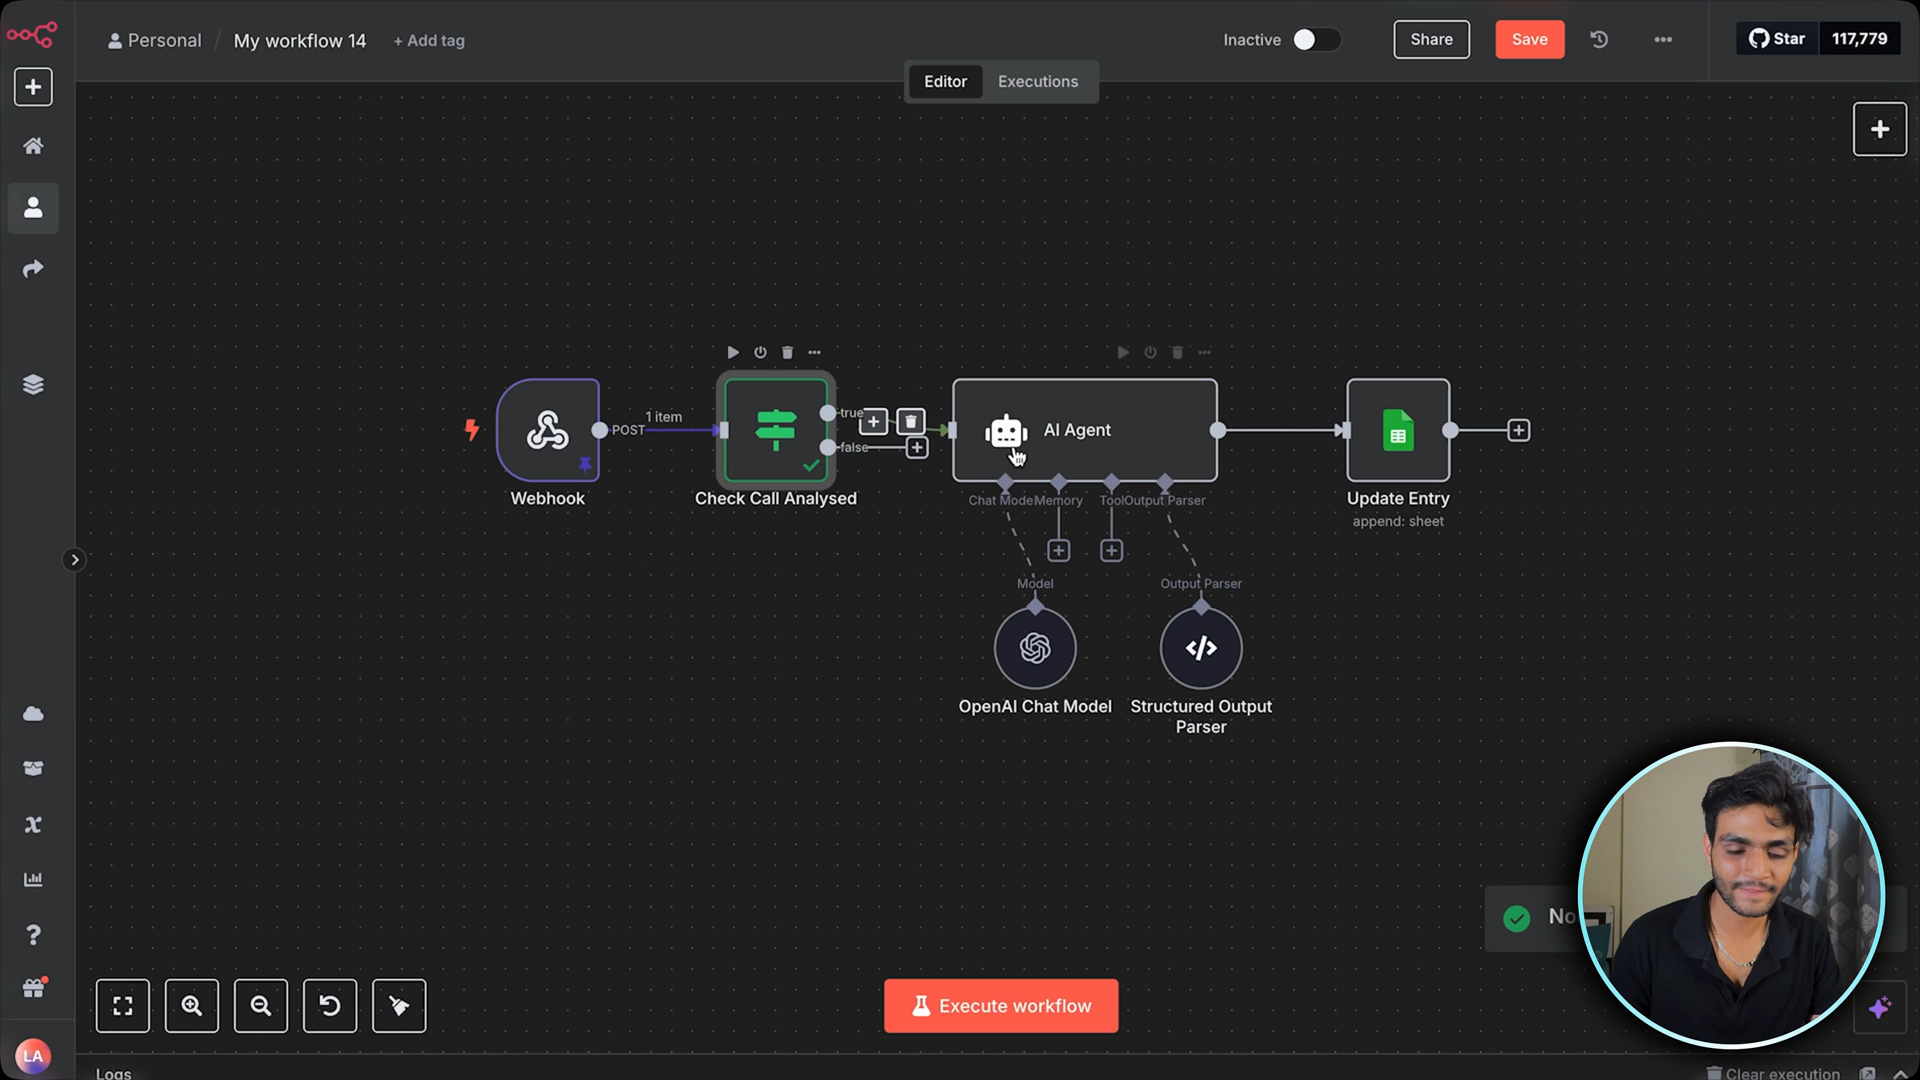 Personal / My workflow 14 + Add tag
Inactive
Share
Save
Star 117,779
Editor Executions
1 item
POST
true
false
AI Agent
Webhook
Check Call Analysed
Update Entry
append: sheet
Chat Mode Memory Tool Output Parser
Model
Output Parser
OpenAI Chat Model
Structured Output
Parser
No
Execute workflow
LA
Logs
Clear execution